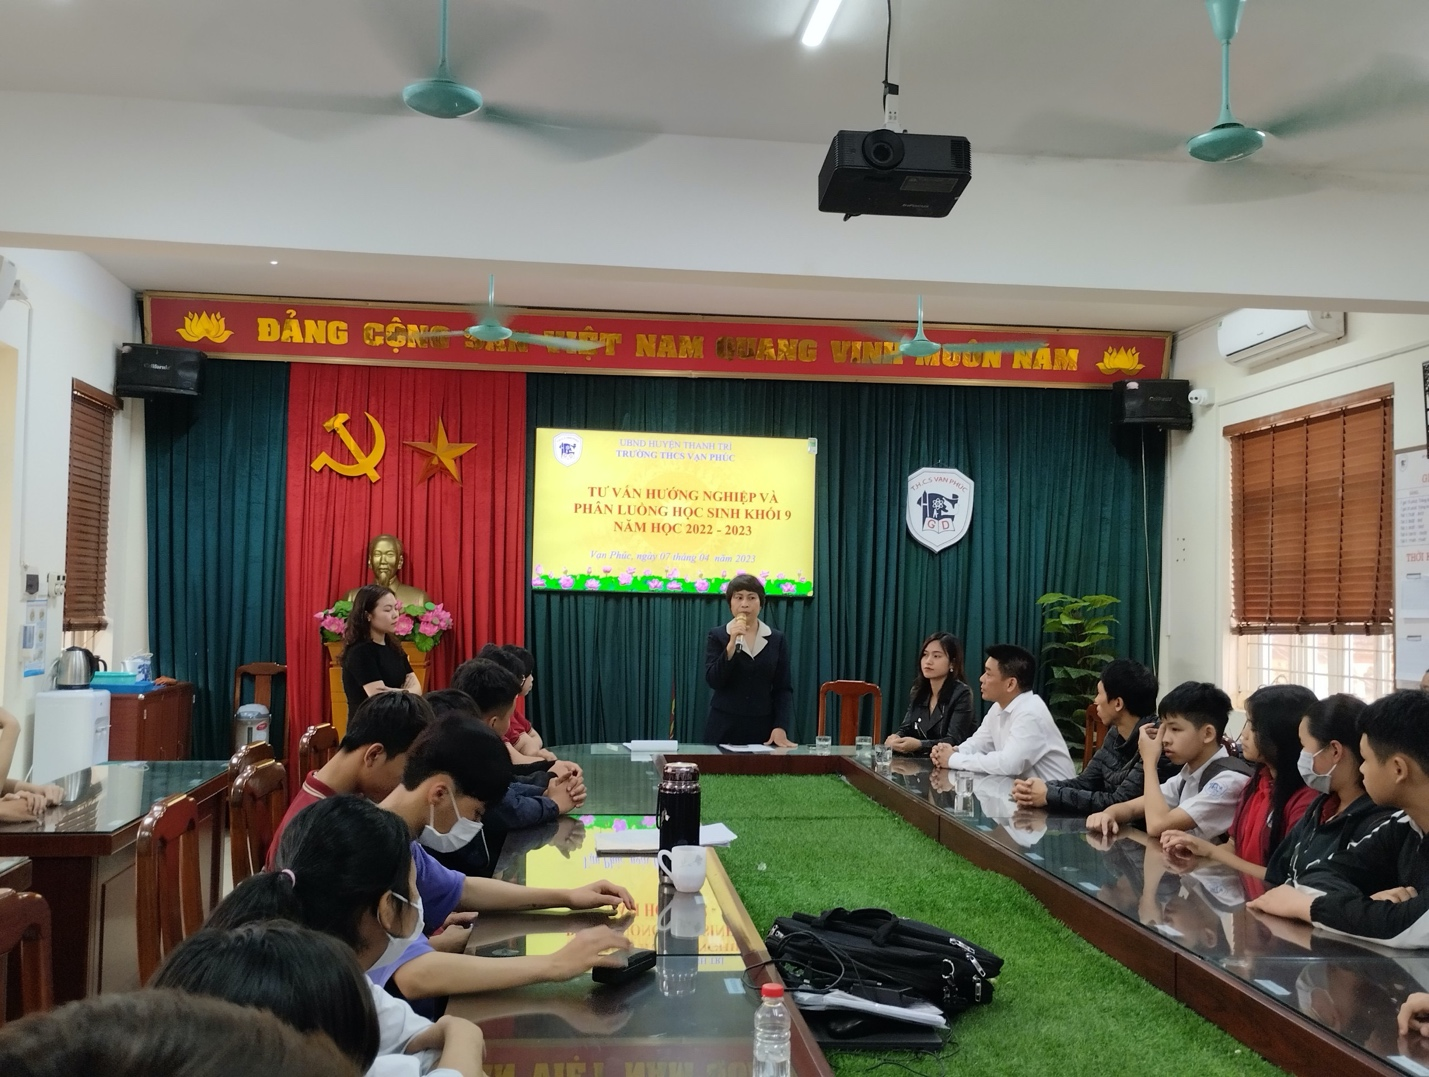 ĐẢNG CỘNG SẢN VIỆT NAM QUANG VINH MUÔN NĂM
UBND HUYỆN THANH TRÌ
TRƯỜNG THCS VẠN PHÚC
TƯ VẤN HƯỚNG NGHIỆP VÀ
PHÂN LUỒNG HỌC SINH KHỐI 9
NĂM HỌC 2022 - 2023
Vạn Phúc, ngày 07 tháng 04 năm 2023
T.H.C.S VẠN PHÚC
G D